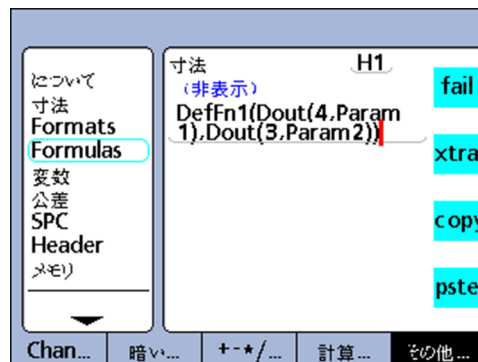 について
寸法
Formats
Formulas
変数
公差
SPC
Header
メモリ
寸法 H1
（非表示）
DefFn1(Dout(4,Param
1),Dout(3,Param2))
fail
xtra
copy
pste
Chan... 暗い... +-*/... 計算... その他...